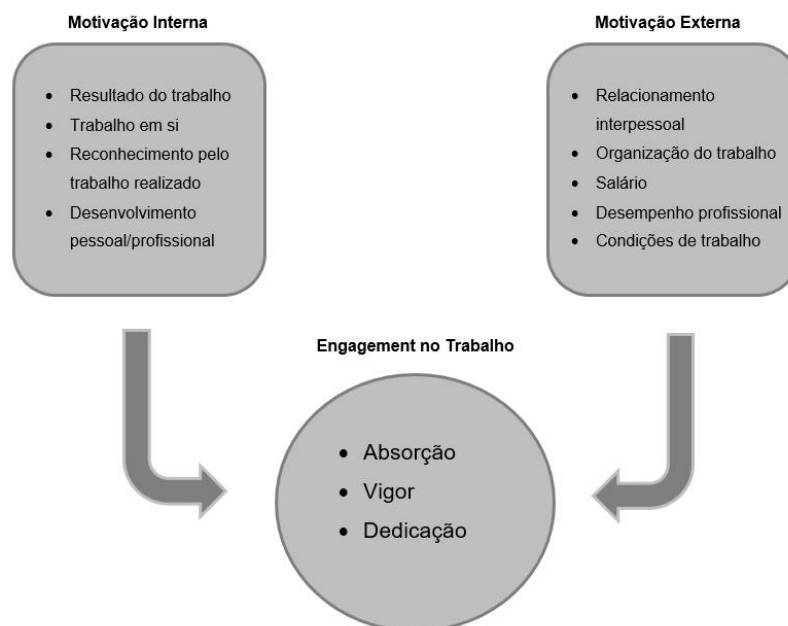 Motivação Interna
Resultado do trabalho
Trabalho em si
Reconhecimento pelo
trabalho realizado
Desenvolvimento
pessoal/profissional
Motivação Externa
Relacionamento
interpessoal
Organização do trabalho
Salário
Desempenho profissional
Condições de trabalho
Engagement no Trabalho
Absorção
Vigor
Dedicação